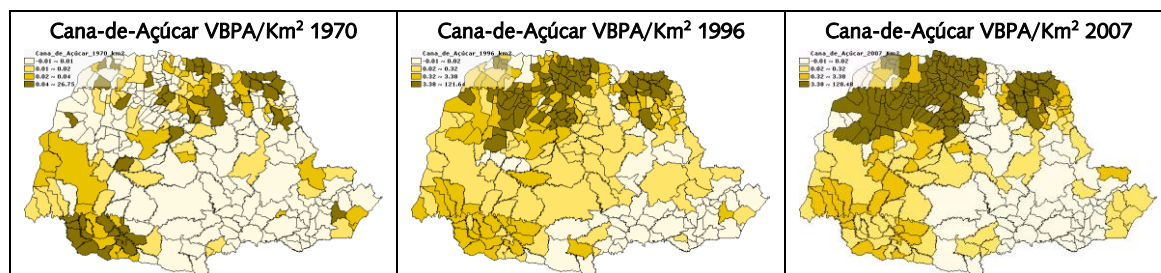 Cana-de-Açúcar VBPA/Km² 1970
Cana_de_Açúcar_1970_km2
-0.01 ~ 0.01
0.01 ~ 0.02
0.02 ~ 0.04
0.04 ~ 26.75
Cana-de-Açúcar VBPA/Km² 1996
Cana_de_Açúcar_1996_km2
-0.01 ~ 0.02
0.02 ~ 0.32
0.32 ~ 3.38
3.38 ~ 121.64
Cana-de-Açúcar VBPA/Km² 2007
Cana_de_Açúcar_2007_Km2
-0.01 ~ 0.02
0.02 ~ 0.32
0.32 ~ 3.38
3.38 ~ 128.48